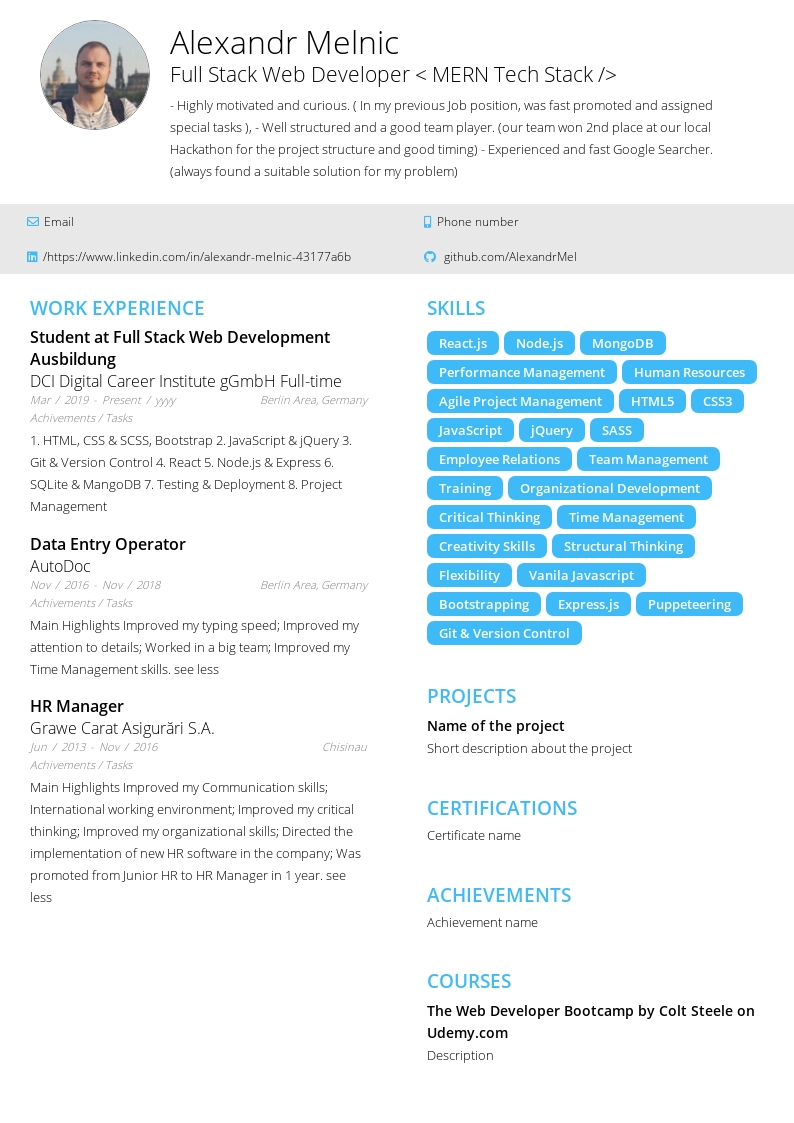 Alexandr Melnic
Full Stack Web Developer < MERN Tech Stack />
- Highly motivated and curious. ( In my previous Job position, was fast promoted and assigned
special tasks ), - Well structured and a good team player. (our team won 2nd place at our local
Hackathon for the project structure and good timing) - Experienced and fast Google Searcher.
(always found a suitable solution for my problem)
Email
Phone number
/https://www.linkedin.com/in/alexandr-melnic-43177a6b
github.com/AlexandrMel
WORK EXPERIENCE
Student at Full Stack Web Development
Ausbildung
DCI Digital Career Institute gGmbH Full-time
Mar / 2019 - Present / yyyy Berlin Area, Germany
Achivements / Tasks
1. HTML, CSS & SCSS, Bootstrap 2. JavaScript & jQuery 3.
Git & Version Control 4. React 5. Node.js & Express 6.
SQLite & MongoDB 7. Testing & Deployment 8. Project
Management
Data Entry Operator
AutoDoc
Nov / 2016 - Nov / 2018 Berlin Area, Germany
Achivements / Tasks
Main Highlights Improved my typing speed; Improved my
attention to details; Worked in a big team; Improved my
Time Management skills. see less
HR Manager
Grawe Carat Asigurări S.A.
Jun / 2013 - Nov / 2016 Chisinau
Achivements / Tasks
Main Highlights Improved my Communication skills;
International working environment; Improved my critical
thinking; Improved my organizational skills; Directed the
implementation of new HR software in the company; Was
promoted from Junior HR to HR Manager in 1 year. see
less
SKILLS
React.js Node.js MongoDB
Performance Management Human Resources
Agile Project Management HTML5 CSS3
JavaScript jQuery SASS
Employee Relations Team Management
Training Organizational Development
Critical Thinking Time Management
Creativity Skills Structural Thinking
Flexibility Vanila Javascript
Bootstrapping Express.js Puppeteering
Git & Version Control
PROJECTS
Name of the project
Short description about the project
CERTIFICATIONS
Certificate name
ACHIEVEMENTS
Achievement name
COURSES
The Web Developer Bootcamp by Colt Steele on
Udemy.com
Description